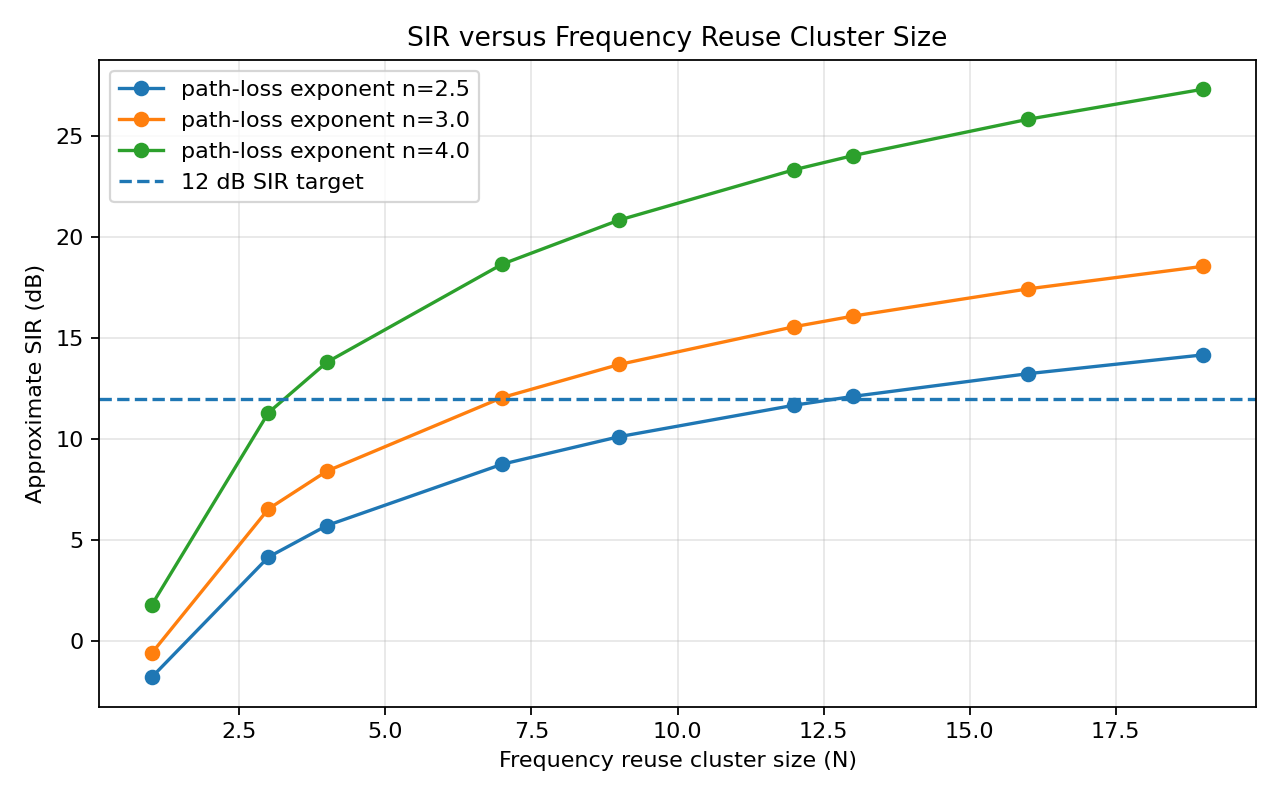 SIR versus Frequency Reuse Cluster Size
path-loss exponent n=2.5
path-loss exponent n=3.0
path-loss exponent n=4.0
12 dB SIR target
Approximate SIR (dB)
25
20
15
10
5
0
2.5 5.0 7.5 10.0 12.5 15.0 17.5
Frequency reuse cluster size (N)